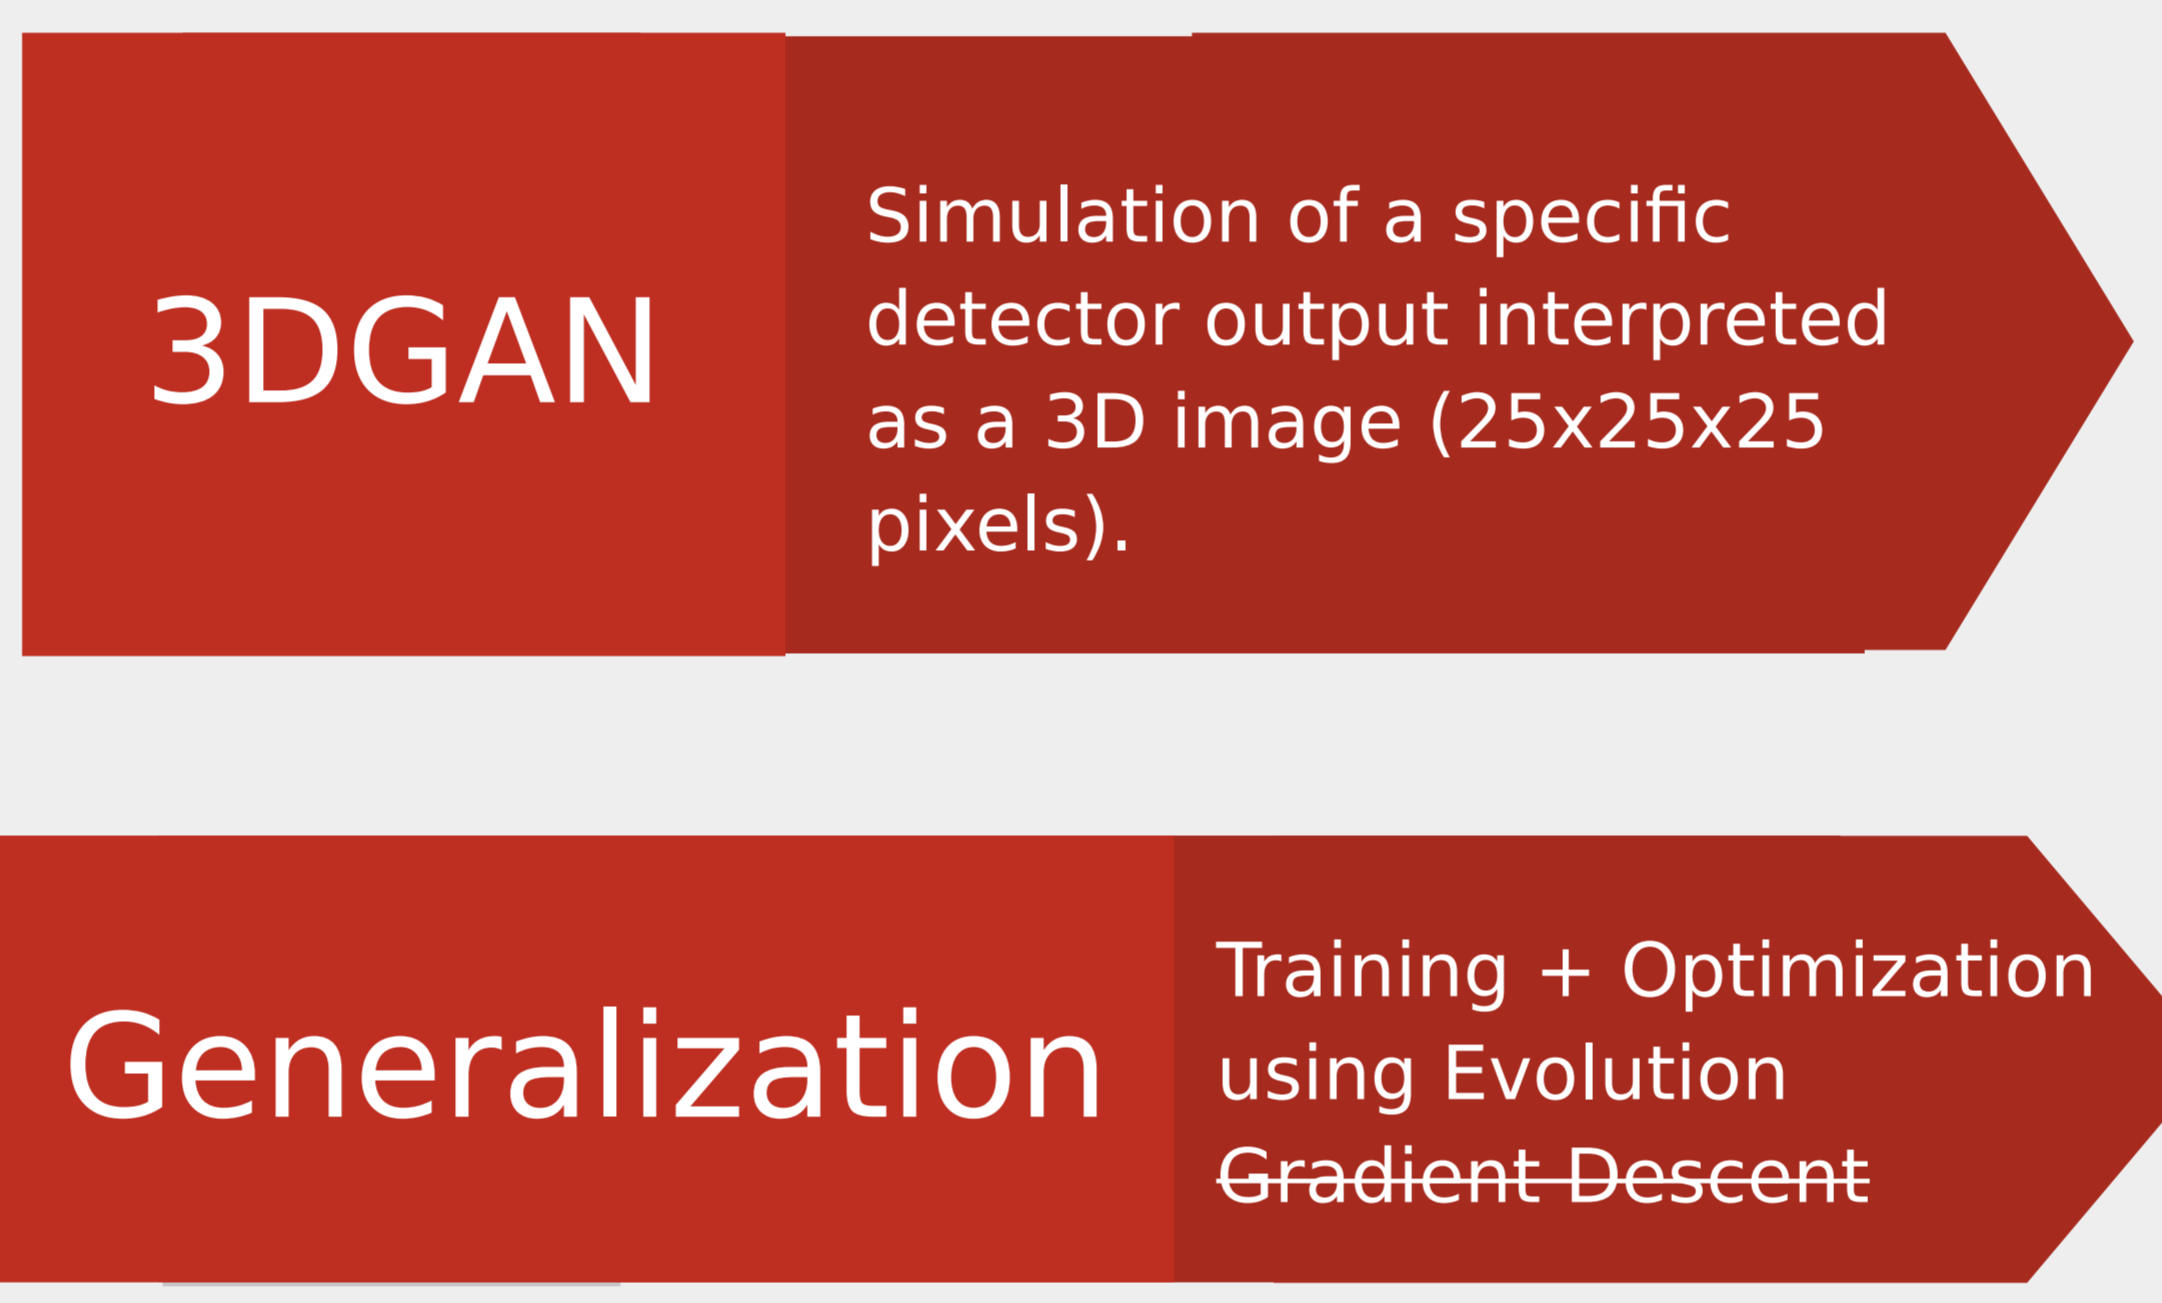 3DGAN
Simulation of a specific
detector output interpreted
as a 3D image (25x25x25
pixels).
Generalization
Training + Optimization
using Evolution
Gradient Descent